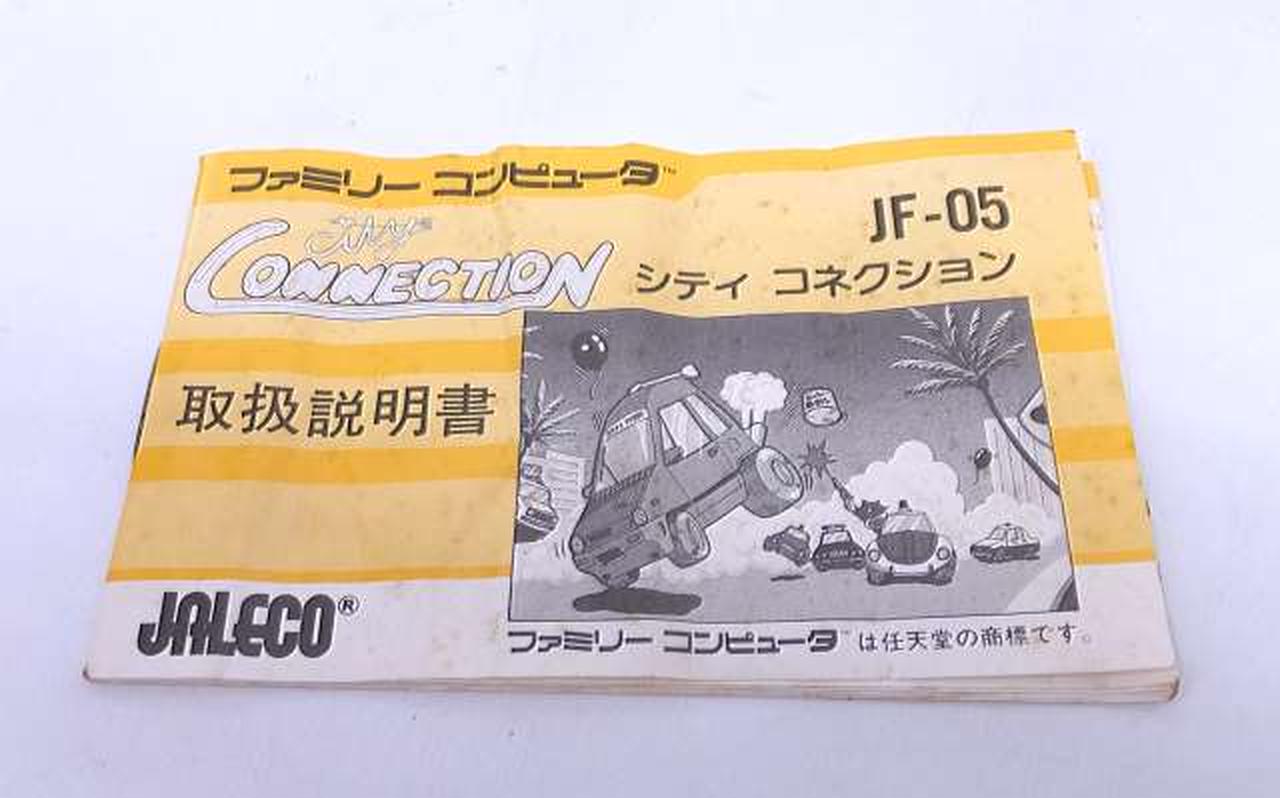 ファミリー コンピュータ™
JF-05
City®
CONNECTION
シティ コネクション
取扱説明書
JALECO®
ファミリー コンピュータ™は任天堂の商標です。